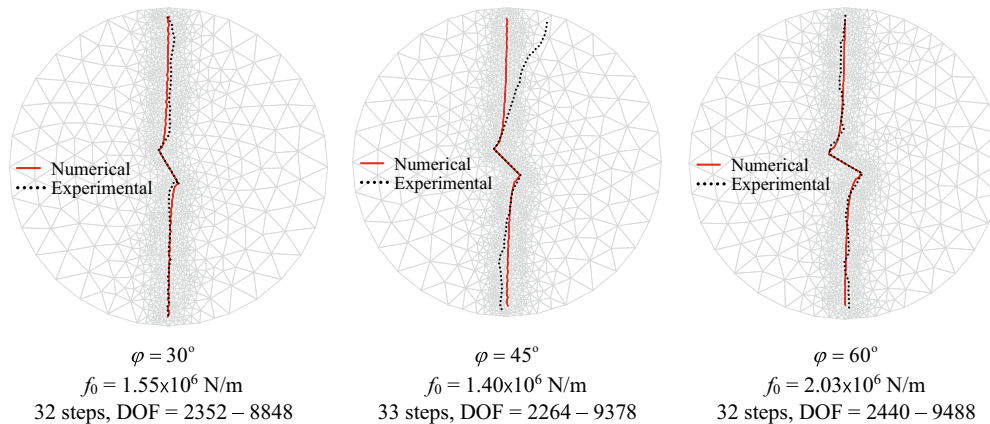 Numerical
Experimental
Numerical
Experimental
Numerical
Experimental
φ = 30°
f₀ = 1.55x10⁶ N/m
32 steps, DOF = 2352 – 8848
φ = 45°
f₀ = 1.40x10⁶ N/m
33 steps, DOF = 2264 – 9378
φ = 60°
f₀ = 2.03x10⁶ N/m
32 steps, DOF = 2440 – 9488